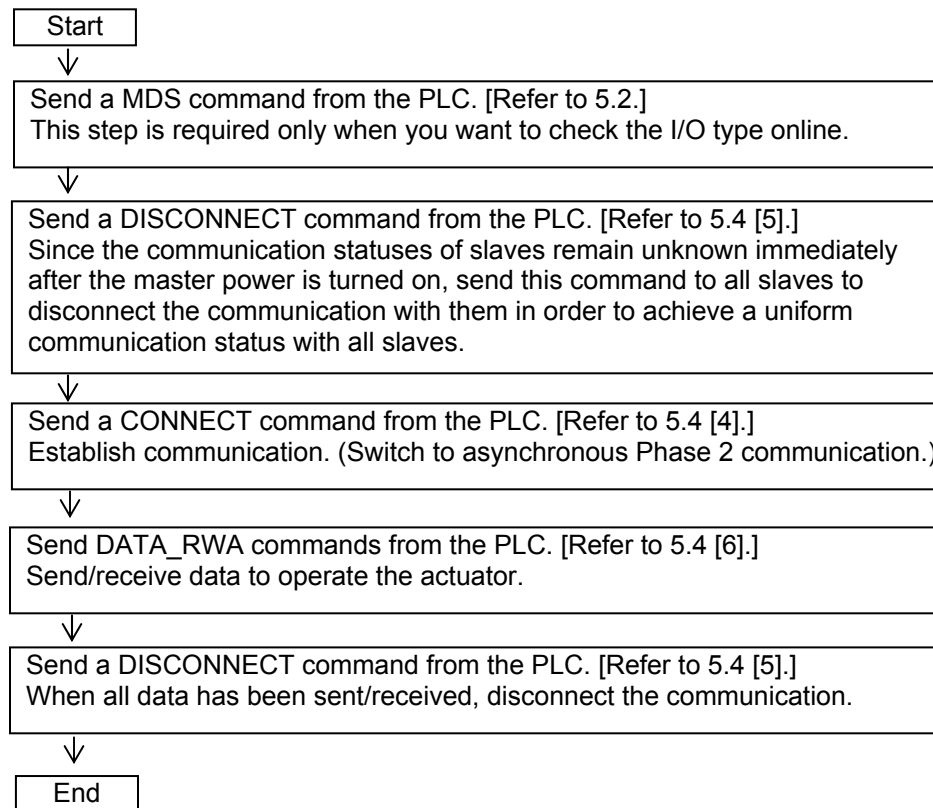 Start
Send a MDS command from the PLC. [Refer to 5.2.]
This step is required only when you want to check the I/O type online.
Send a DISCONNECT command from the PLC. [Refer to 5.4 [5].]
Since the communication statuses of slaves remain unknown immediately
after the master power is turned on, send this command to all slaves to
disconnect the communication with them in order to achieve a uniform
communication status with all slaves.
Send a CONNECT command from the PLC. [Refer to 5.4 [4].]
Establish communication. (Switch to asynchronous Phase 2 communication.)
Send DATA_RWA commands from the PLC. [Refer to 5.4 [6].]
Send/receive data to operate the actuator.
Send a DISCONNECT command from the PLC. [Refer to 5.4 [5].]
When all data has been sent/received, disconnect the communication.
End